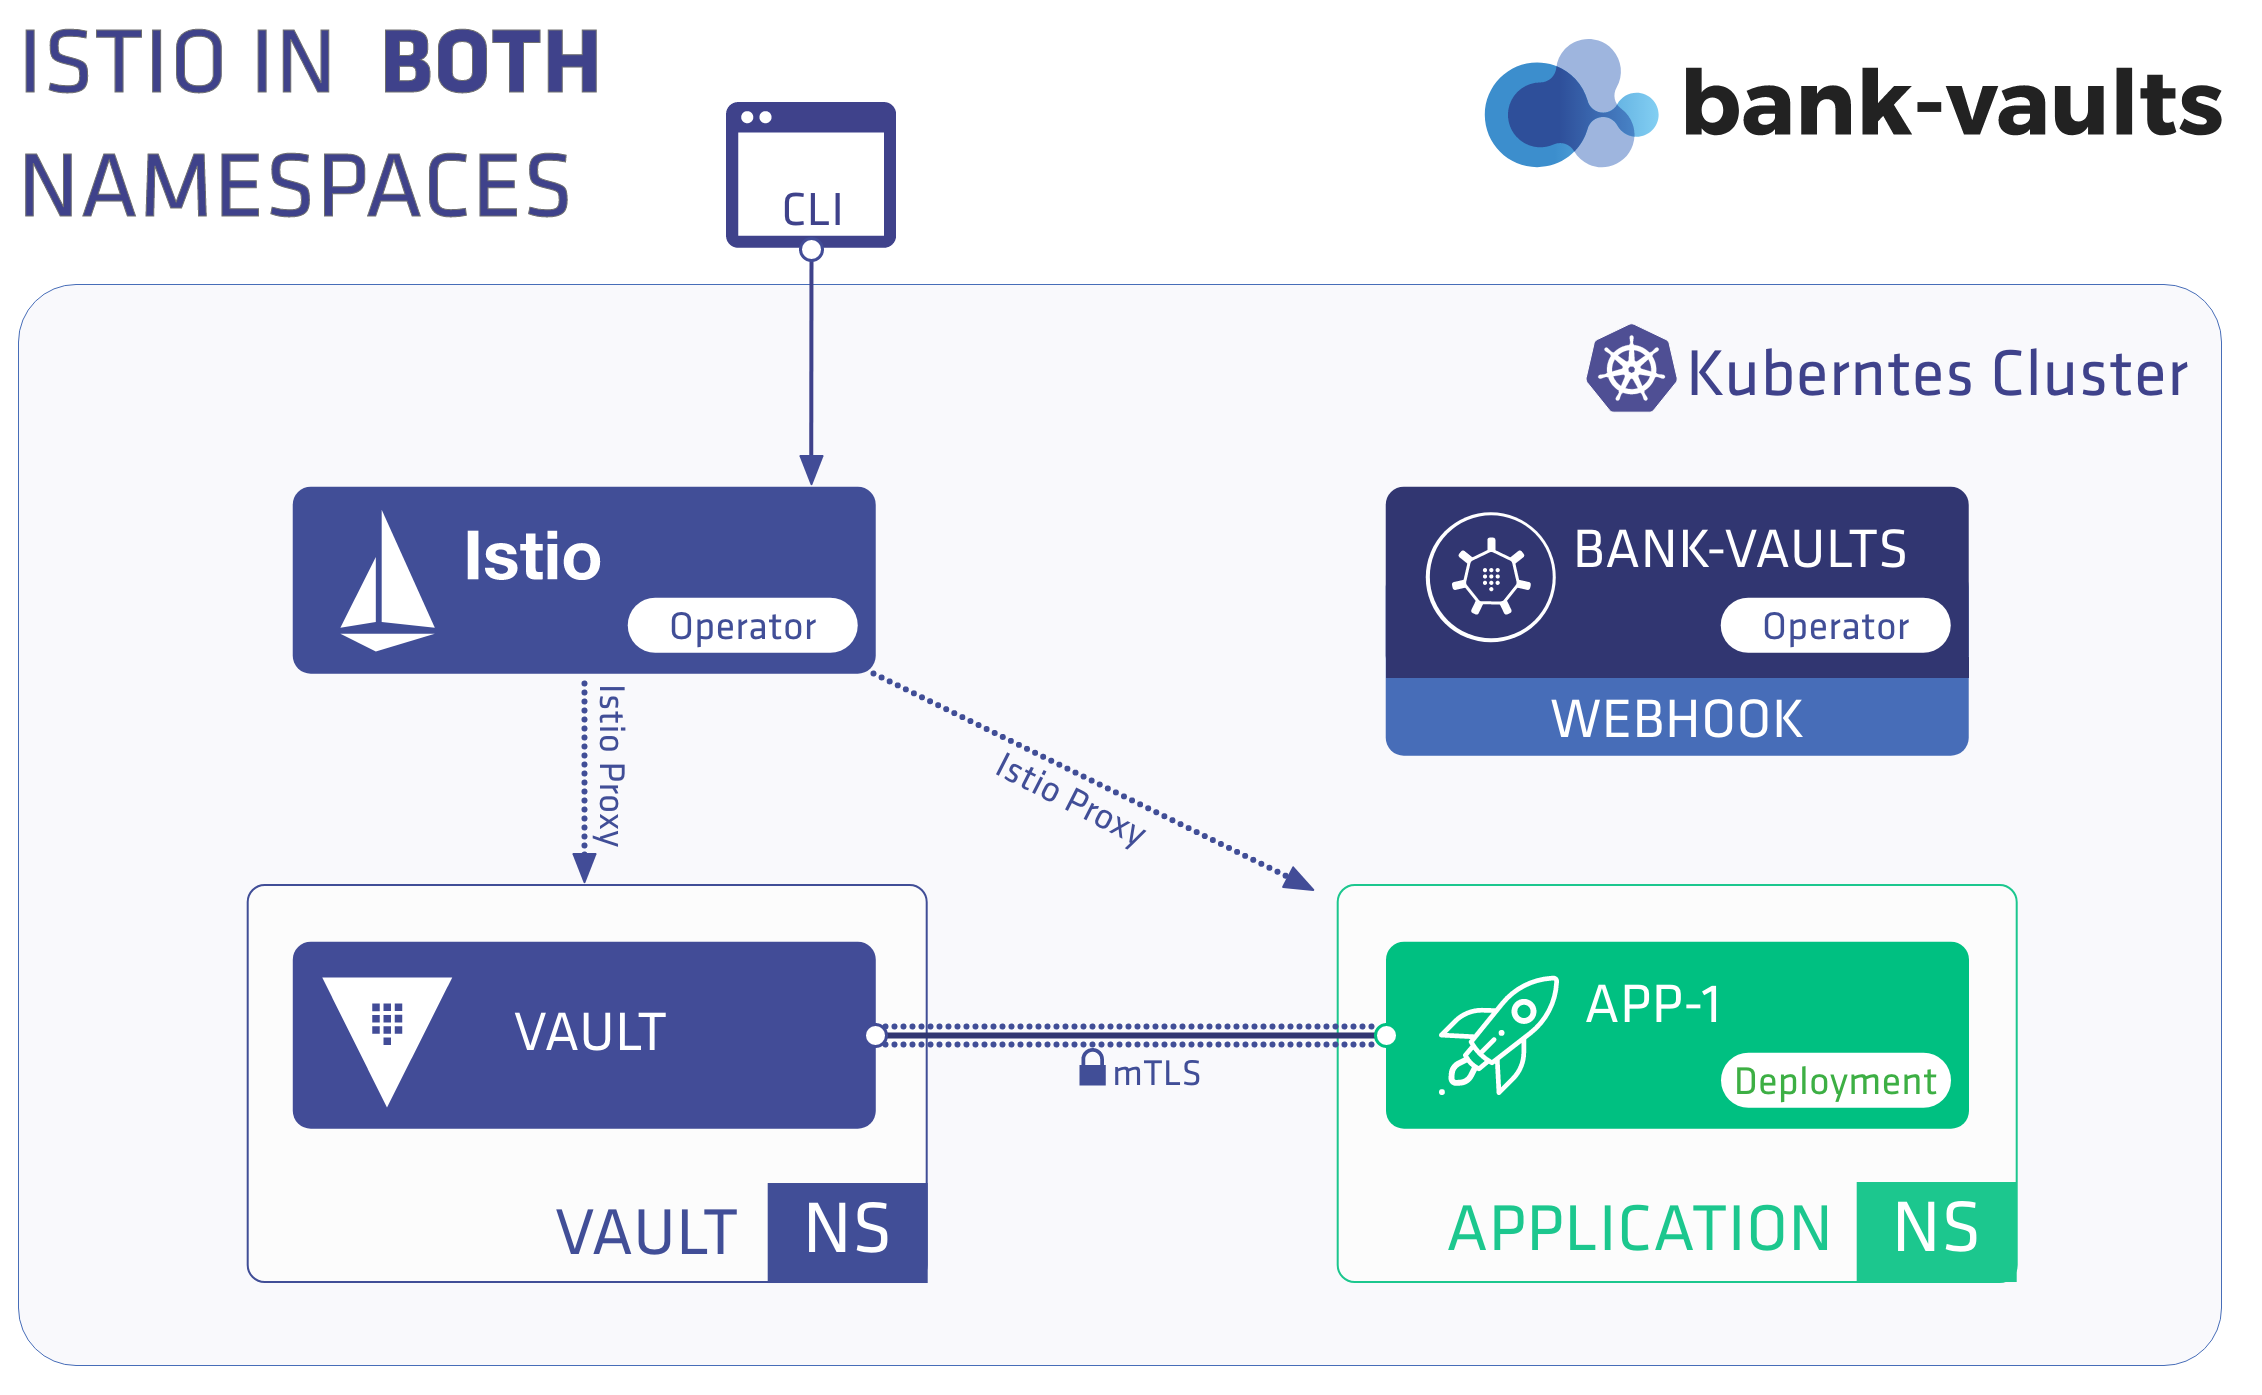 ISTIO IN BOTH
NAMESPACES
bank-vaults
CLI
Kuberntes Cluster
Istio
Operator
BANK-VAULTS
Operator
WEBHOOK
Istio Proxy
Istio Proxy
VAULT
mTLS
APP-1
Deployment
VAULT NS
APPLICATION NS